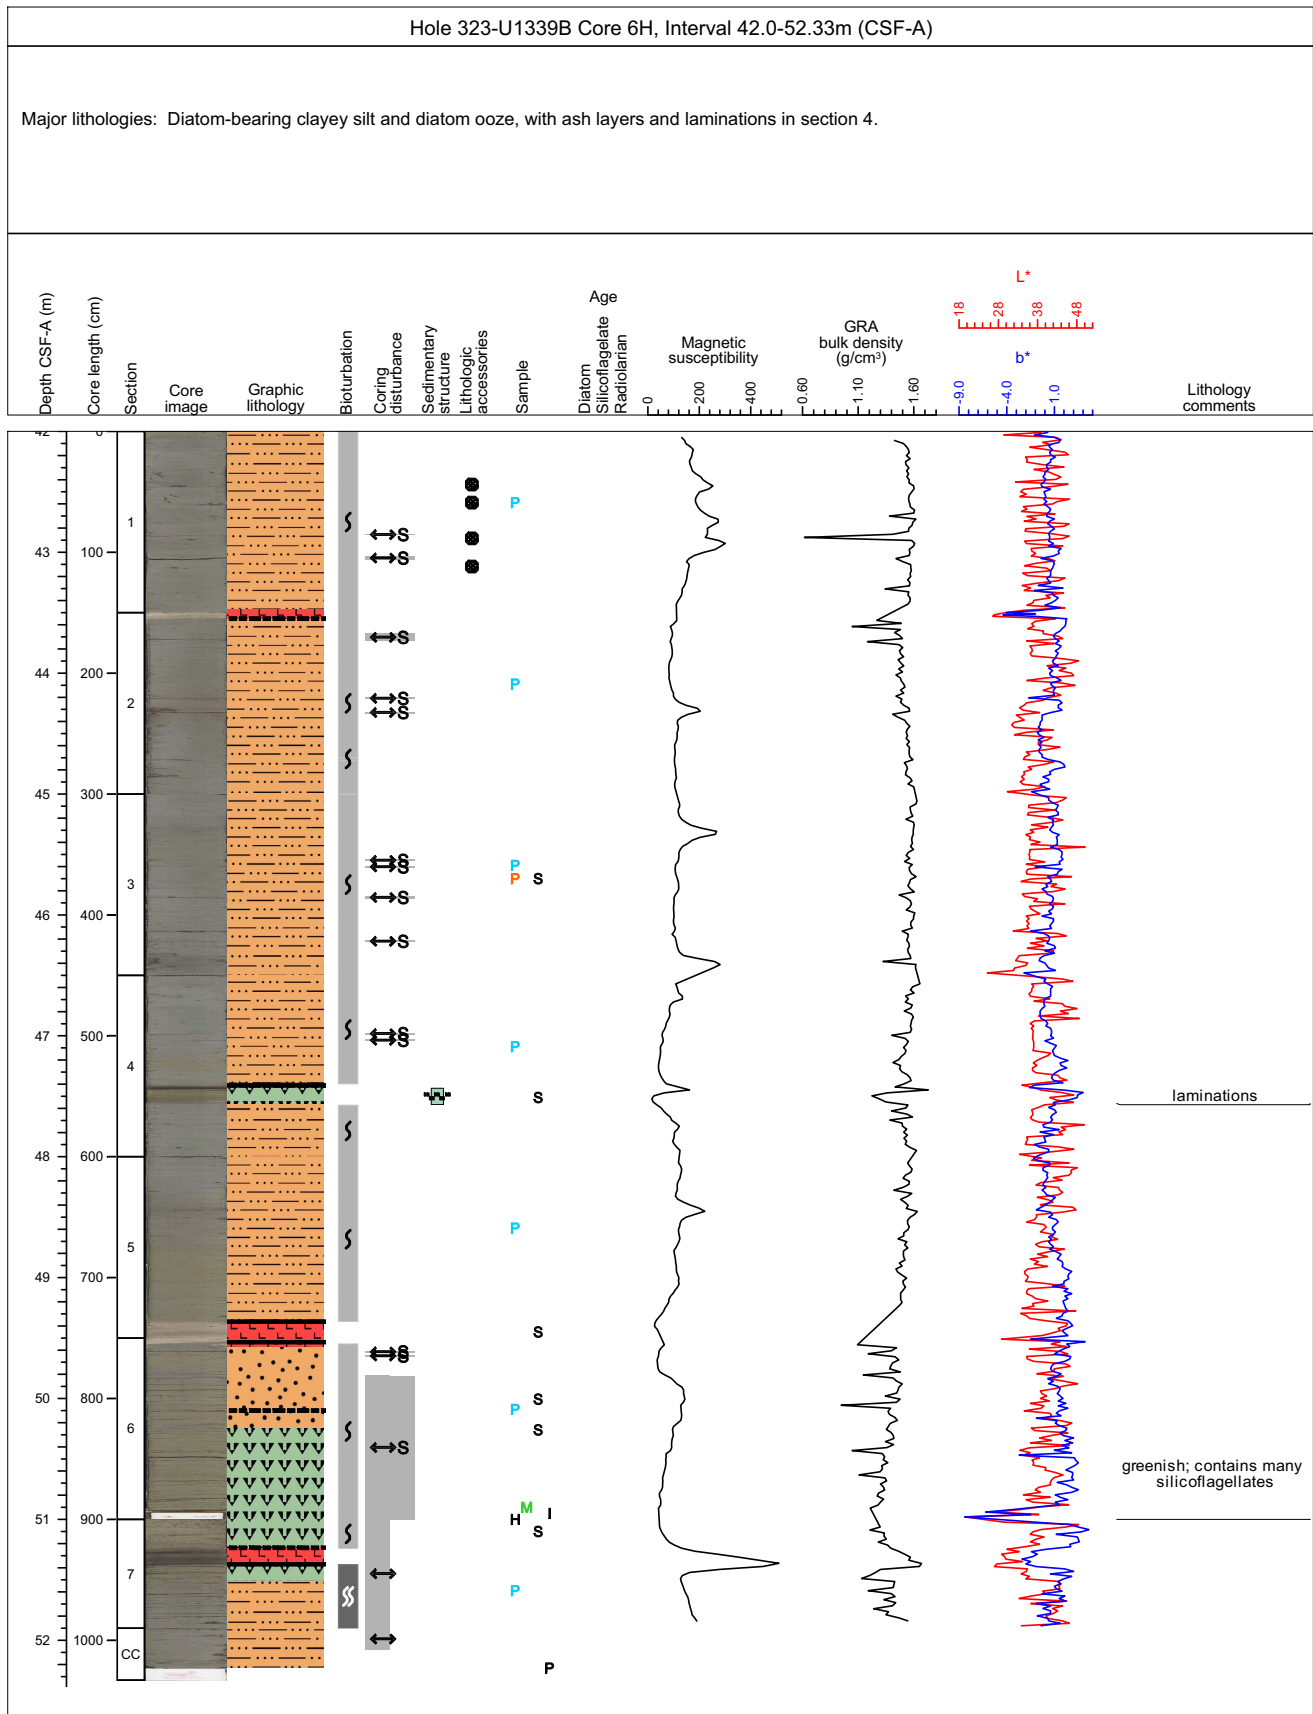 Hole 323-U1339B Core 6H, Interval 42.0-52.33m (CSF-A)
Major lithologies: Diatom-bearing clayey silt and diatom ooze, with ash layers and laminations in section 4.
Depth CSF-A (m)
Core length (cm)
Section
Core
image
Graphic
lithology
Bioturbation
Coring
disturbance
Sedimentary
structure
Lithologic
accessories
Sample
Age
Diatom
Silicoflagelate
Radiolarian
Magnetic
susceptibility
0
200
400
GRA
bulk density
(g/cm³)
0.60
1.10
1.60
L*
18
28
38
48
b*
-9.0
-4.0
1.0
Lithology
comments
42 0
1
P
S
43 100
S
S
44 200
2
P
S
S
45 300
S
P
S
3
P S
S
46 400
S
47 500
S
S
P
4
S
laminations
48 600
P
5
49 700
S
S
S
50 800
S
P
6
S
S
greenish; contains many
silicoflagellates
M
I
51 900
H
S
7
P
52 1000
CC
P